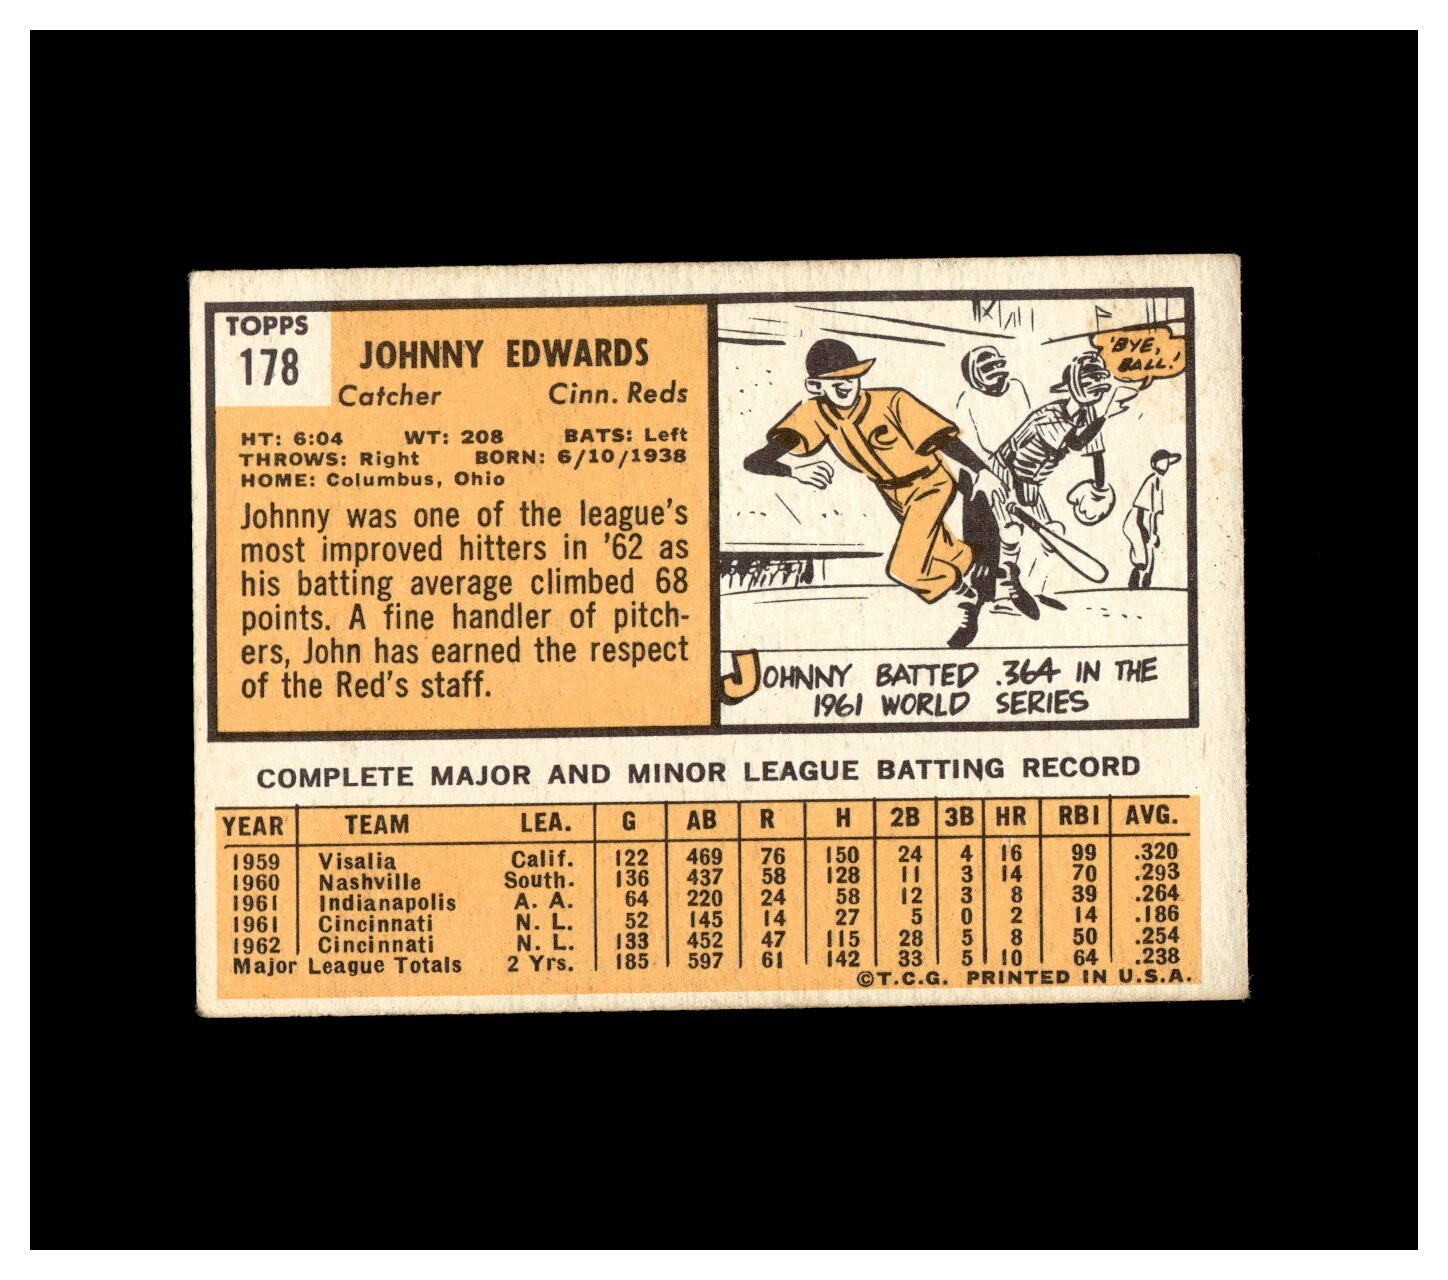 TOPPS
178
JOHNNY EDWARDS
Catcher Cinn. Reds
HT: 6:04 WT: 208 BATS: Left
THROWS: Right BORN: 6/10/1938
HOME: Columbus, Ohio
Johnny was one of the league's
most improved hitters in '62 as
his batting average climbed 68
points. A fine handler of pitch-
ers, John has earned the respect
of the Red's staff.
'BYE,
BALL!
C
JOHNNY BATTED .364 IN THE
1961 WORLD SERIES
COMPLETE MAJOR AND MINOR LEAGUE BATTING RECORD
YEAR TEAM LEA. G AB R H 2B 3B HR RBI AVG.
1959 Visalia Calif. 122 469 76 150 24 4 16 99 .320
1960 Nashville South. 136 437 58 128 11 3 14 70 .293
1961 Indianapolis A. A. 64 220 24 58 12 3 8 39 .264
1961 Cincinnati N. L. 52 145 14 27 5 0 2 14 .186
1962 Cincinnati N. L. 133 452 47 115 28 5 8 50 .254
Major League Totals 2 Yrs. 185 597 61 142 33 5 10 64 .238
©T.C.G. PRINTED IN U.S.A.